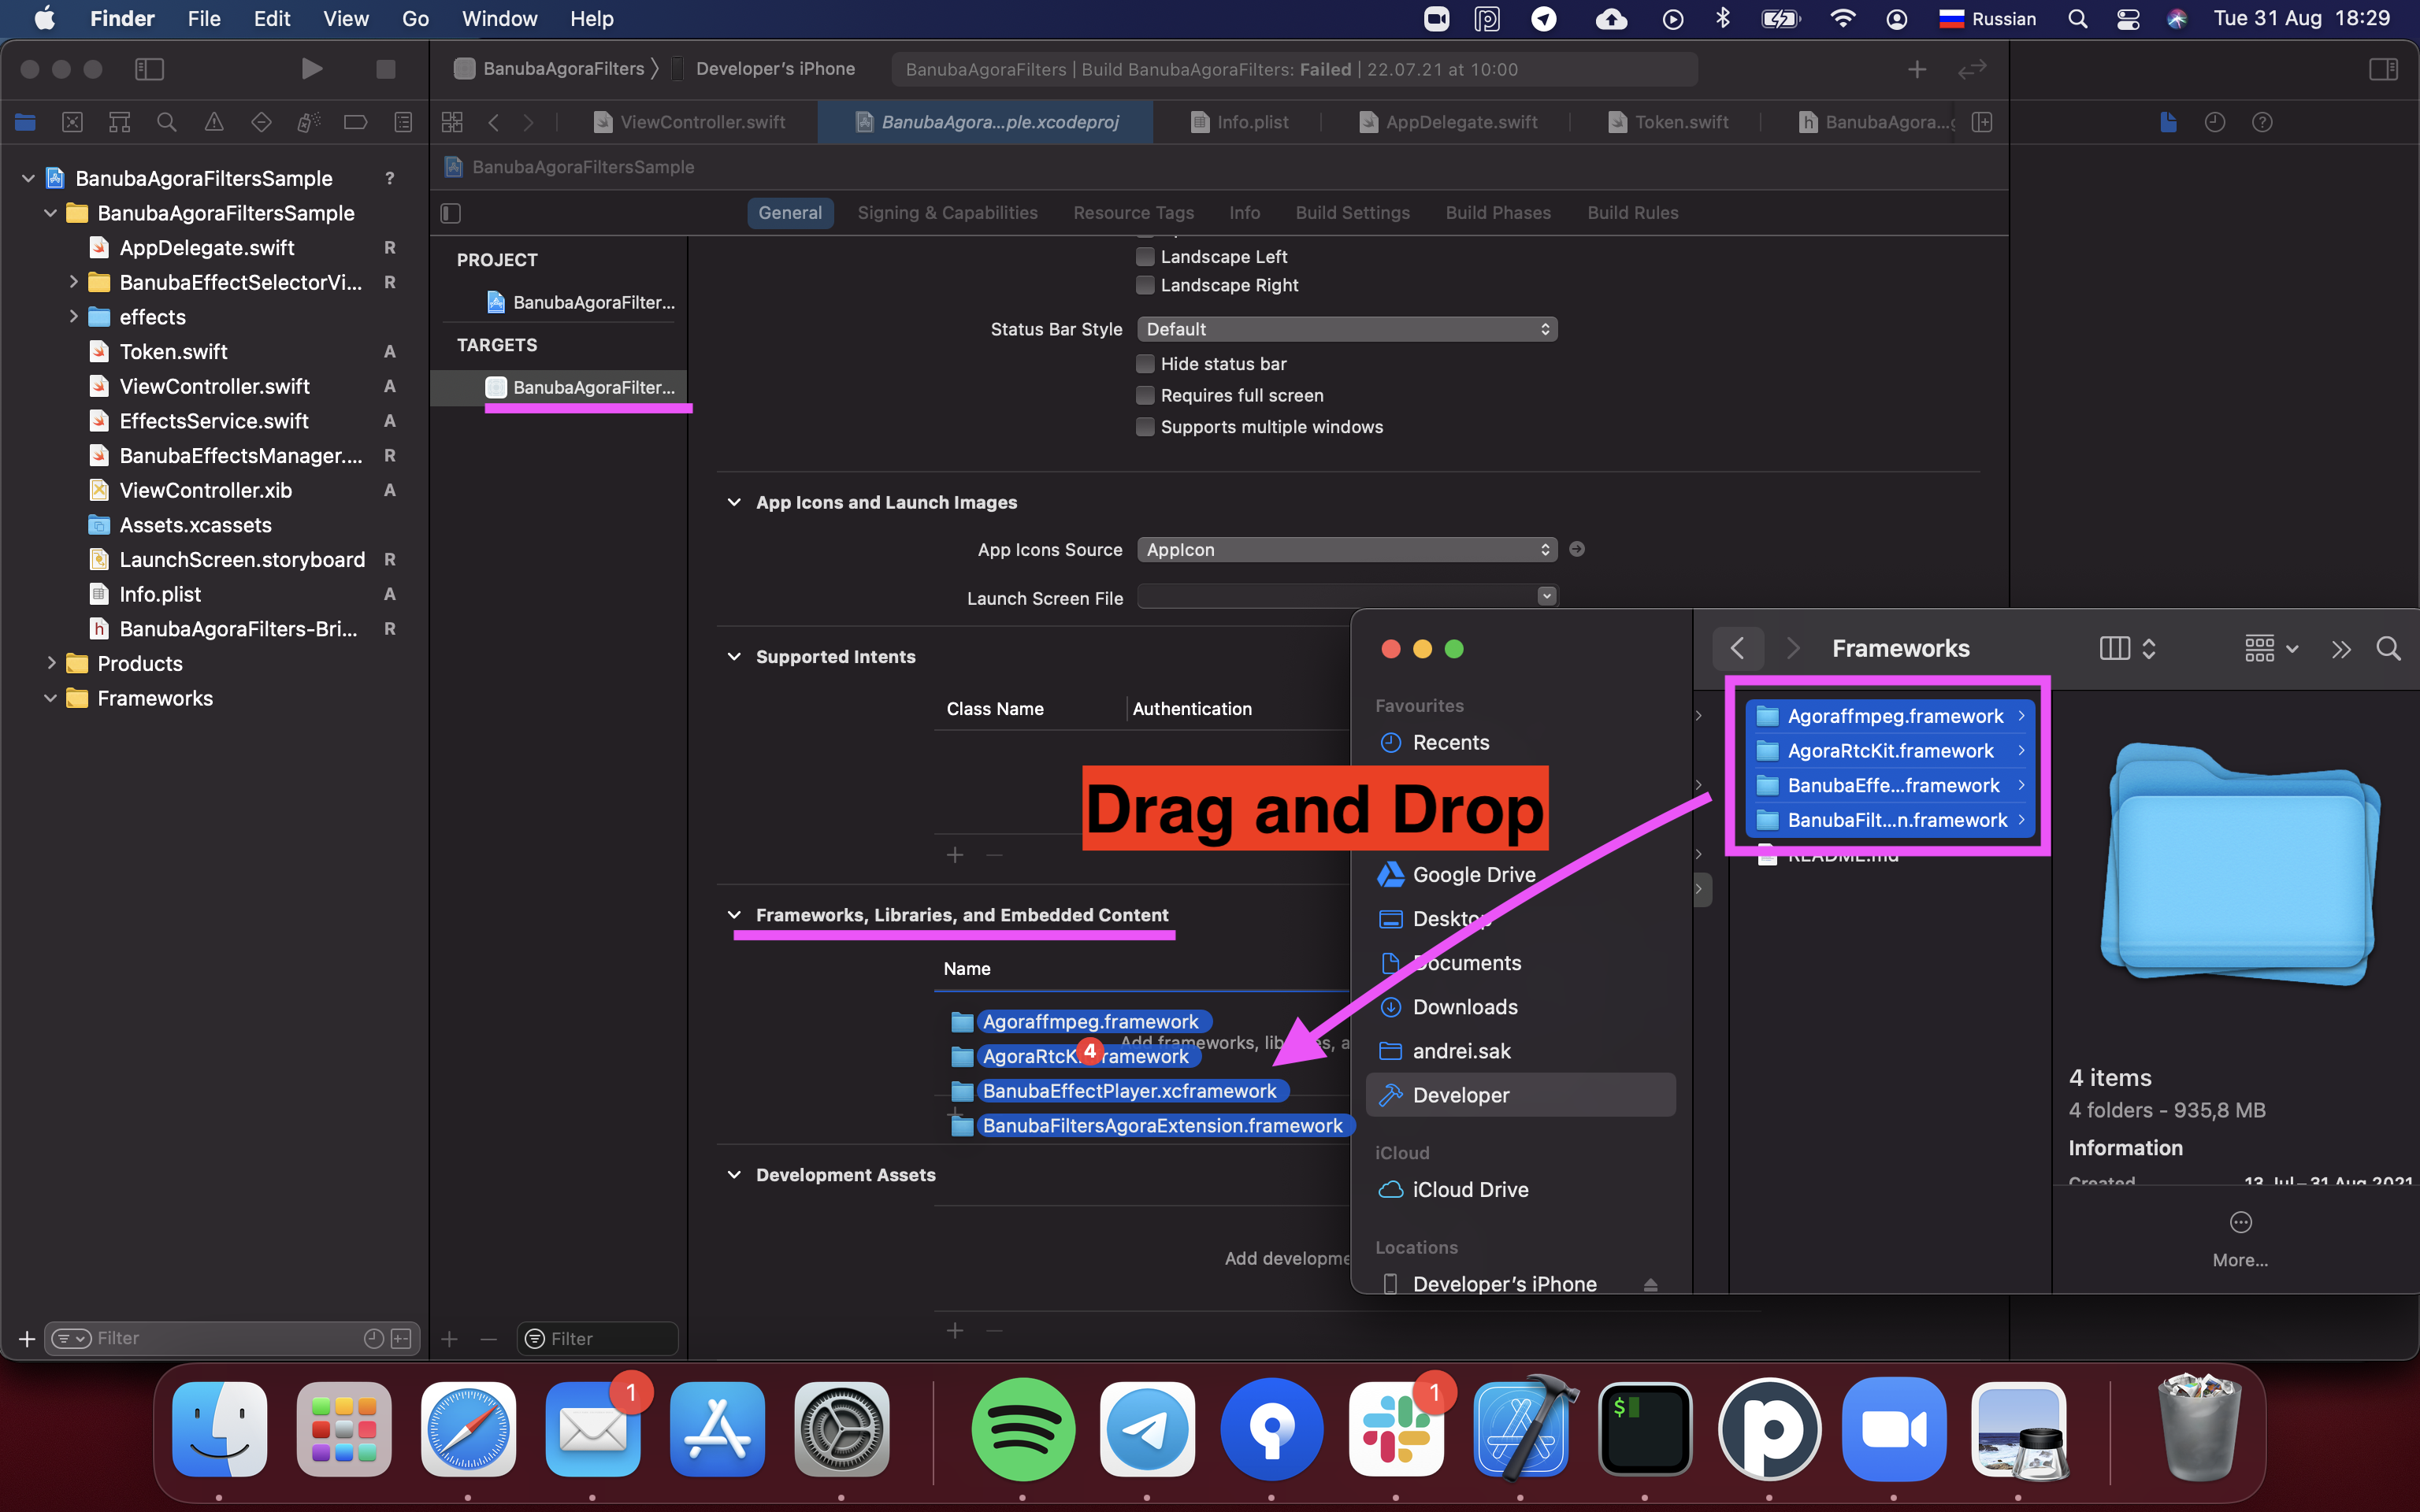 Finder File Edit View Go Window Help
Russian Tue 31 Aug 18:29
BanubaAgoraFilters Developer’s iPhone
BanubaAgoraFilters | Build BanubaAgoraFilters: Failed | 22.07.21 at 10:00
ViewController.swift BanubaAgora...ple.xcodeproj Info.plist AppDelegate.swift Token.swift BanubaAgora...
BanubaAgoraFiltersSample
General Signing & Capabilities Resource Tags Info Build Settings Build Phases Build Rules
BanubaAgoraFiltersSample ?
BanubaAgoraFiltersSample
AppDelegate.swift R
BanubaEffectSelectorVi... R
effects
Token.swift A
ViewController.swift A
EffectsService.swift A
BanubaEffectsManager.... R
ViewController.xib A
Assets.xcassets
LaunchScreen.storyboard R
Info.plist A
h BanubaAgoraFilters-Bri... R
Products
Frameworks
Filter
PROJECT
BanubaAgoraFilter...
TARGETS
BanubaAgoraFilter...
Filter
Landscape Left
Landscape Right
Status Bar Style Default
Hide status bar
Requires full screen
Supports multiple windows
App Icons and Launch Images
App Icons Source AppIcon
Launch Screen File
Supported Intents
Class Name Authentication
Drag and Drop
Frameworks, Libraries, and Embedded Content
Name
Agoraffmpeg.framework
Add frameworks, libraries, a
AgoraRtcKit.framework
4
BanubaEffectPlayer.xcframework
BanubaFiltersAgoraExtension.framework
Development Assets
Add developme
Frameworks
Favourites
Recents
Google Drive
Desktop
Documents
Downloads
andrei.sak
Developer
iCloud
iCloud Drive
Locations
Developer’s iPhone
Agoraffmpeg.framework
AgoraRtcKit.framework
BanubaEffe...framework
BanubaFilt...n.framework
README.md
4 items
4 folders - 935,8 MB
Information
Created 13 Jul – 31 Aug 2021
More...
1
1
$